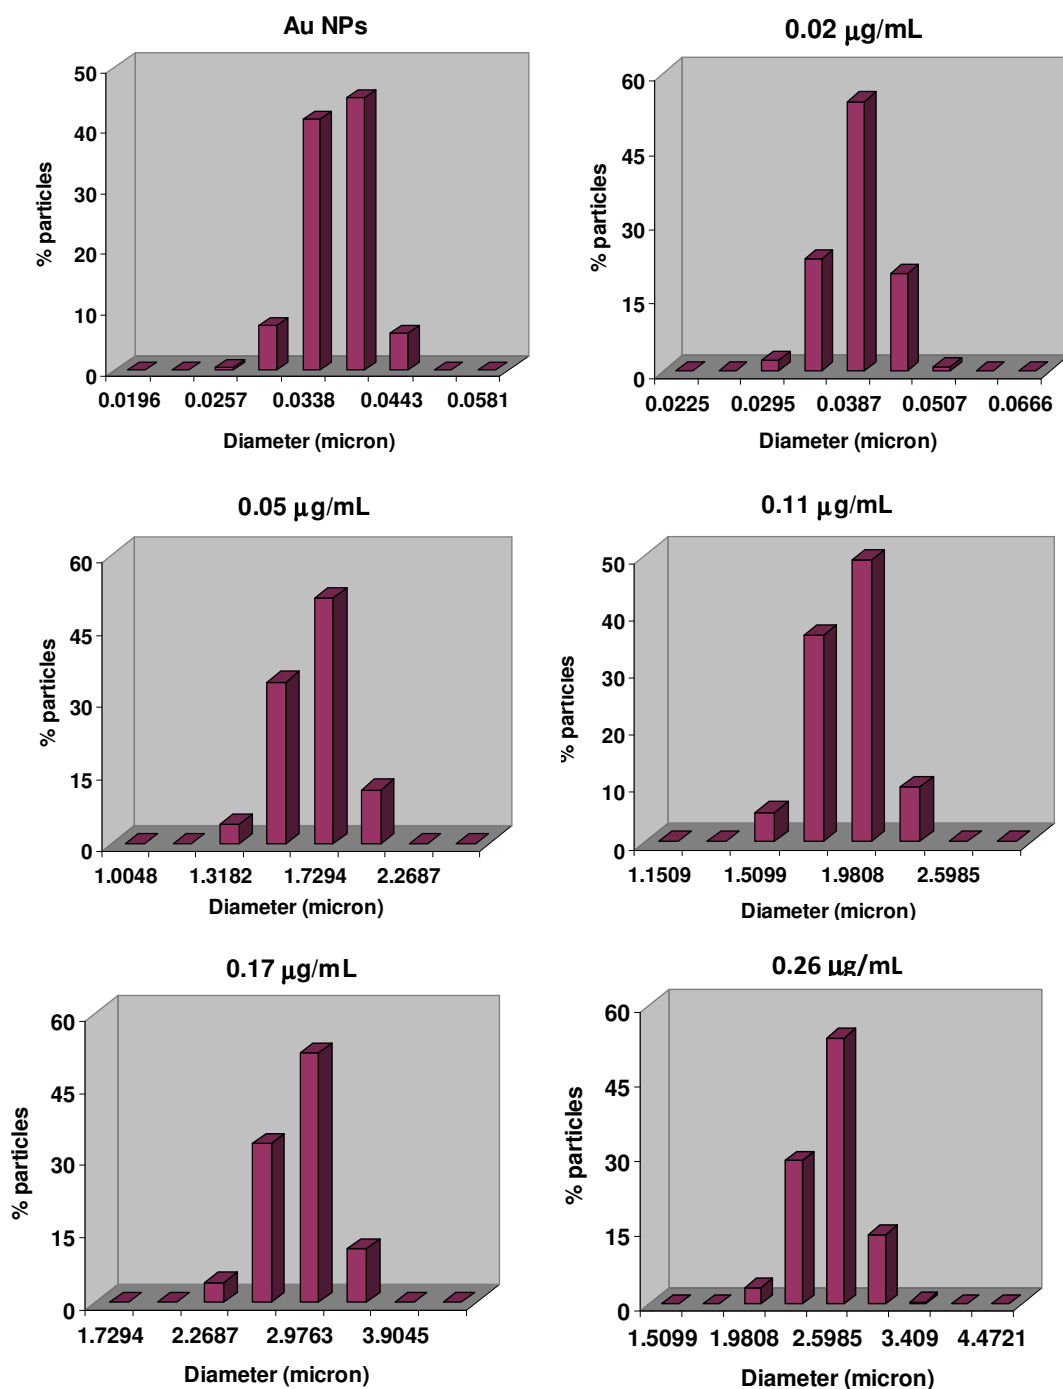 Au NPs
50
40
30
20
10
0
% particles
0.0196 0.0257 0.0338 0.0443 0.0581
Diameter (micron)
0.02 μg/mL
60
45
30
15
0
% particles
0.0225 0.0295 0.0387 0.0507 0.0666
Diameter (micron)
0.05 μg/mL
60
45
30
15
0
% particles
1.0048 1.3182 1.7294 2.2687
Diameter (micron)
0.11 μg/mL
50
40
30
20
10
0
% particles
1.1509 1.5099 1.9808 2.5985
Diameter (micron)
0.17 μg/mL
60
45
30
15
0
% particles
1.7294 2.2687 2.9763 3.9045
Diameter (micron)
0.26 μg/mL
60
45
30
15
0
% particles
1.5099 1.9808 2.5985 3.409 4.4721
Diameter (micron)